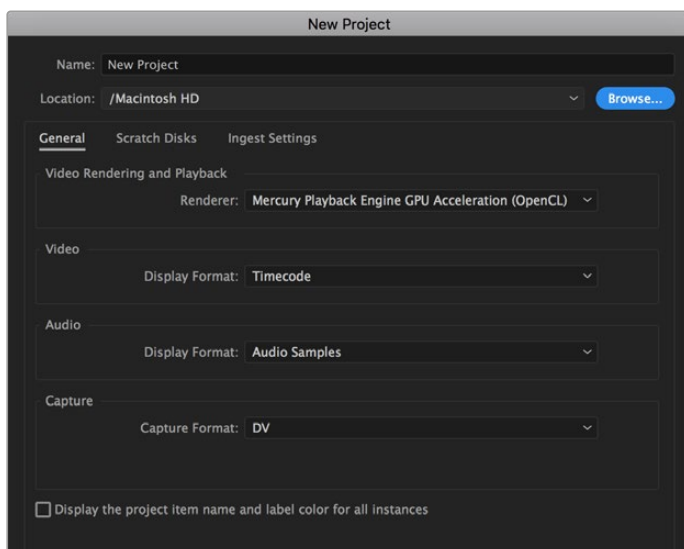 New Project
Name: New Project
Location: /Macintosh HD Browse...
General Scratch Disks Ingest Settings
Video Rendering and Playback
Renderer: Mercury Playback Engine GPU Acceleration (OpenCL)
Video
Display Format: Timecode
Audio
Display Format: Audio Samples
Capture
Capture Format: DV
Display the project item name and label color for all instances